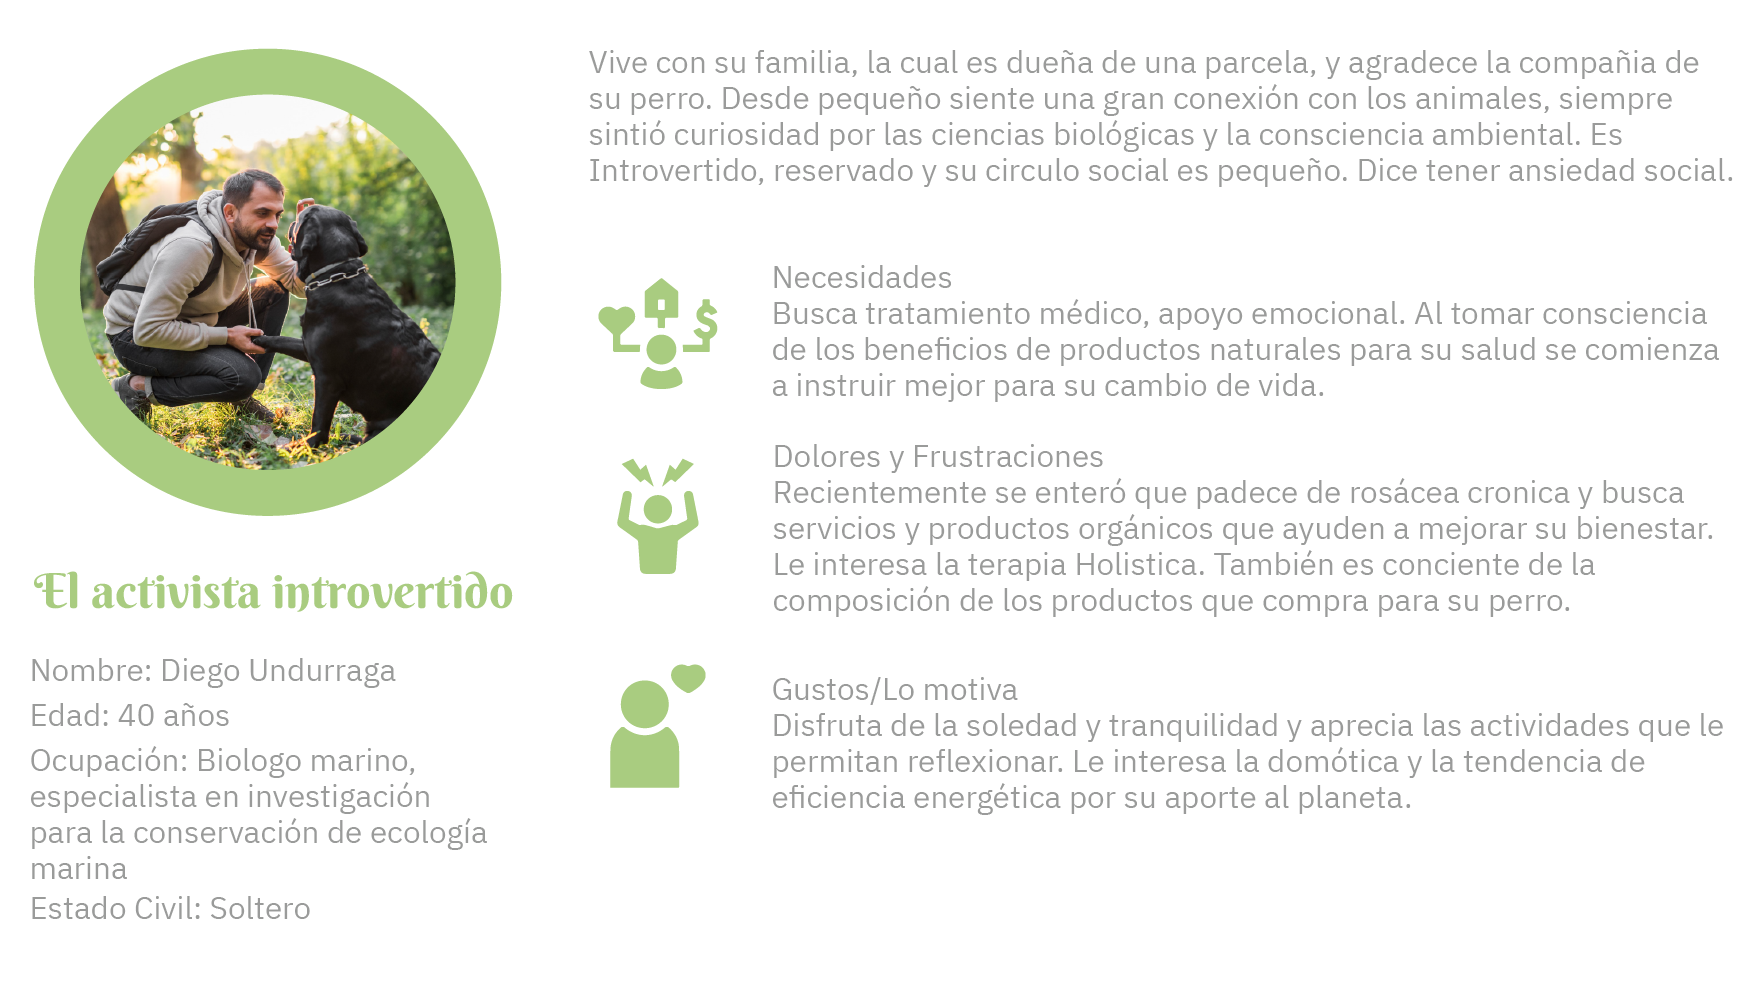 Vive con su familia, la cual es dueña de una parcela, y agradece la compañia de
su perro. Desde pequeño siente una gran conexión con los animales, siempre
sintió curiosidad por las ciencias biológicas y la consciencia ambiental. Es
Introvertido, reservado y su circulo social es pequeño. Dice tener ansiedad social.
Necesidades
Busca tratamiento médico, apoyo emocional. Al tomar consciencia
de los beneficios de productos naturales para su salud se comienza
a instruir mejor para su cambio de vida.
Dolores y Frustraciones
Recientemente se enteró que padece de rosácea cronica y busca
servicios y productos orgánicos que ayuden a mejorar su bienestar.
Le interesa la terapia Holistica. También es conciente de la
composición de los productos que compra para su perro.
Gustos/Lo motiva
Disfruta de la soledad y tranquilidad y aprecia las actividades que le
permitan reflexionar. Le interesa la domótica y la tendencia de
eficiencia energética por su aporte al planeta.
El activista introvertido
Nombre: Diego Undurraga
Edad: 40 años
Ocupación: Biologo marino,
especialista en investigación
para la conservación de ecología
marina
Estado Civil: Soltero